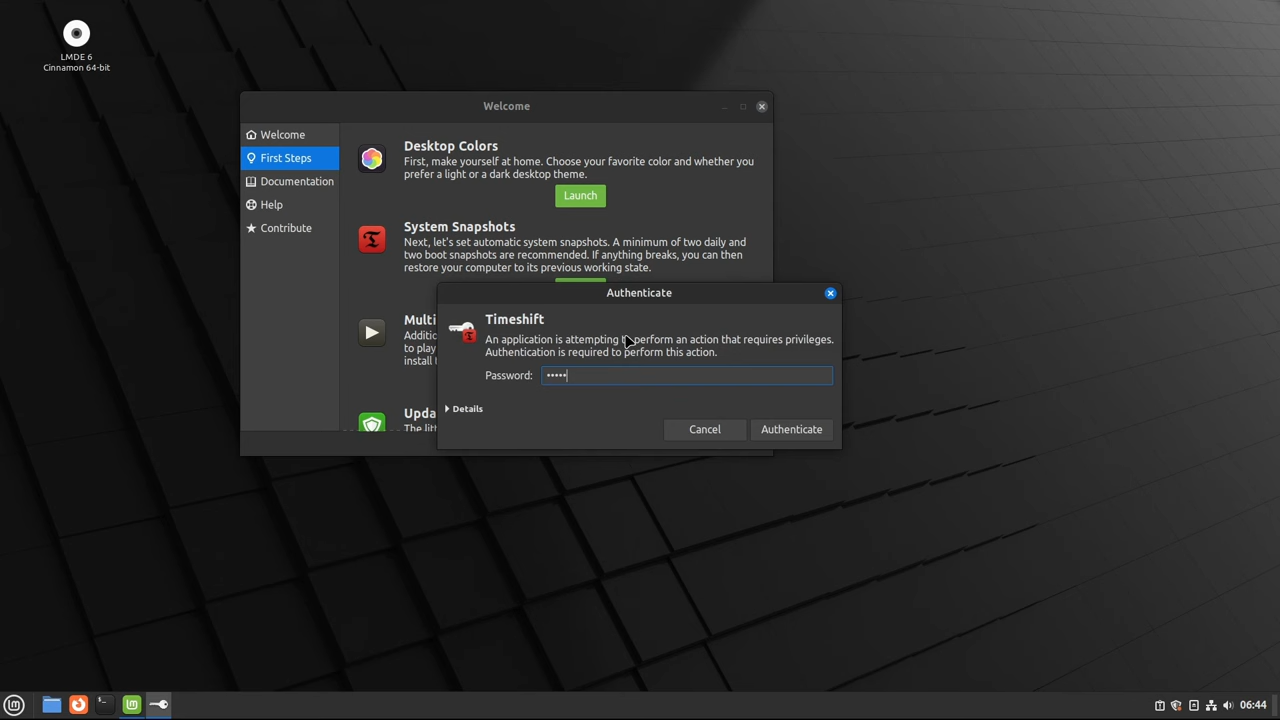 LMDE 6
Cinnamon 64-bit
Welcome
Welcome
First Steps
Documentation
Help
Contribute
Desktop Colors
First, make yourself at home. Choose your favorite color and whether you
prefer a light or a dark desktop theme.
Launch
System Snapshots
Next, let's set automatic system snapshots. A minimum of two daily and
two boot snapshots are recommended. If anything breaks, you can then
restore your computer to its previous working state.
Multi
Additic
to play
install t
Upda
The litt
Authenticate
Timeshift
An application is attempting to perform an action that requires privileges.
Authentication is required to perform this action.
Password: •••••
Details
Cancel
Authenticate
06:44